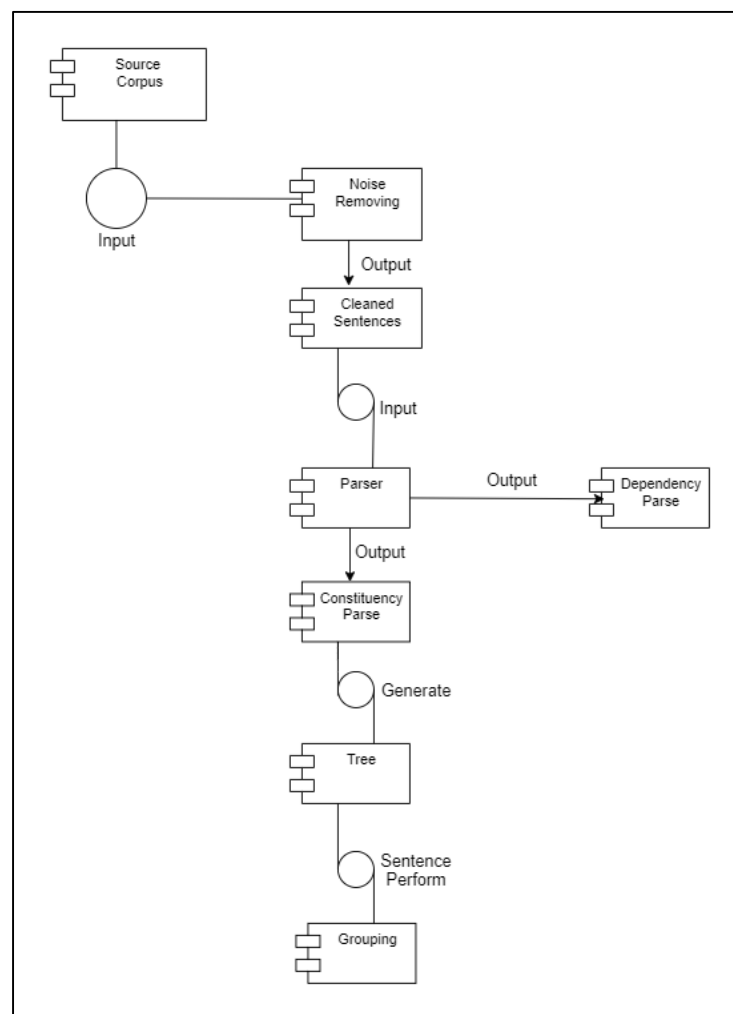 Source
Corpus
Input
Noise
Removing
Output
Cleaned
Sentences
Input
Parser
Output
Dependency
Parse
Output
Constituency
Parse
Generate
Tree
Sentence
Perform
Grouping